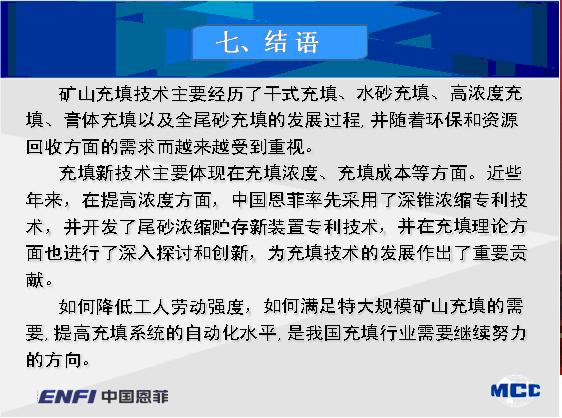 七、结语
矿山充填技术主要经历了干式充填、水砂充填、高浓度充
填、膏体充填以及全尾砂充填的发展过程,并随着环保和资源
回收方面的需求而越来越受到重视。
充填新技术主要体现在充填浓度、充填成本等方面。近些
年来，在提高浓度方面，中国恩菲率先采用了深锥浓缩专利技
术，并开发了尾砂浓缩贮存新装置专利技术，并在充填理论方
面也进行了深入探讨和创新，为充填技术的发展作出了重要贡
献。
如何降低工人劳动强度，如何满足特大规模矿山充填的需
要,提高充填系统的自动化水平,是我国充填行业需要继续努力
的方向。
ENFI 中国恩菲
MCC